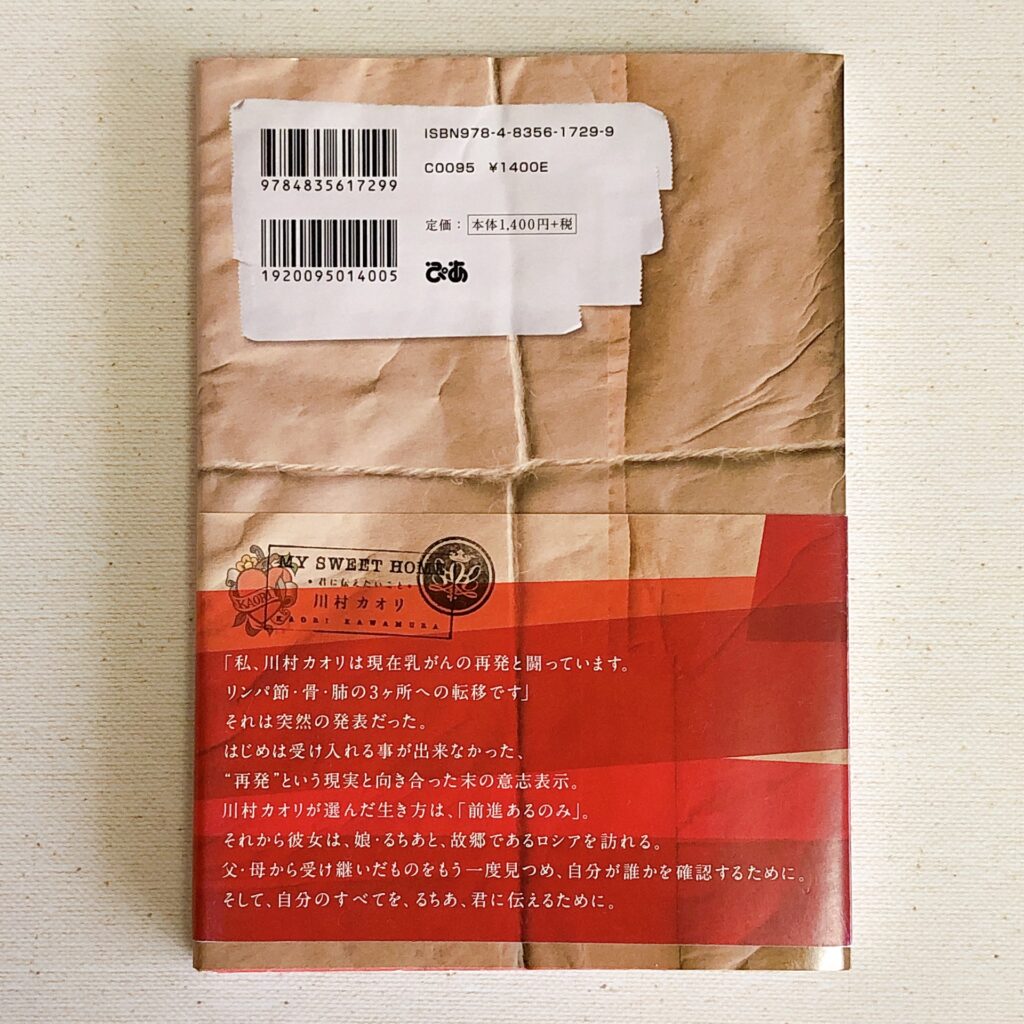 ISBN978-4-8356-1729-9
9784835617299
C0095 ¥1400E
定価：本体1,400円+税
1920095014005
ぴあ
MY SWEET HOME
・君に伝えたいこと・
KAORI
川村カオリ
KAORI KAWAMURA
「私、川村カオリは現在乳がんの再発と闘っています。
リンパ節・骨・肺の3ヶ所への転移です」
それは突然の発表だった。
はじめは受け入れる事が出来なかった、
“再発”という現実と向き合った末の意志表示。
川村カオリが選んだ生き方は、「前進あるのみ」。
それから彼女は、娘・るちあと、故郷であるロシアを訪れる。
父・母から受け継いだものをもう一度見つめ、自分が誰かを確認するために。
そして、自分のすべてを、るちあ、君に伝えるために。